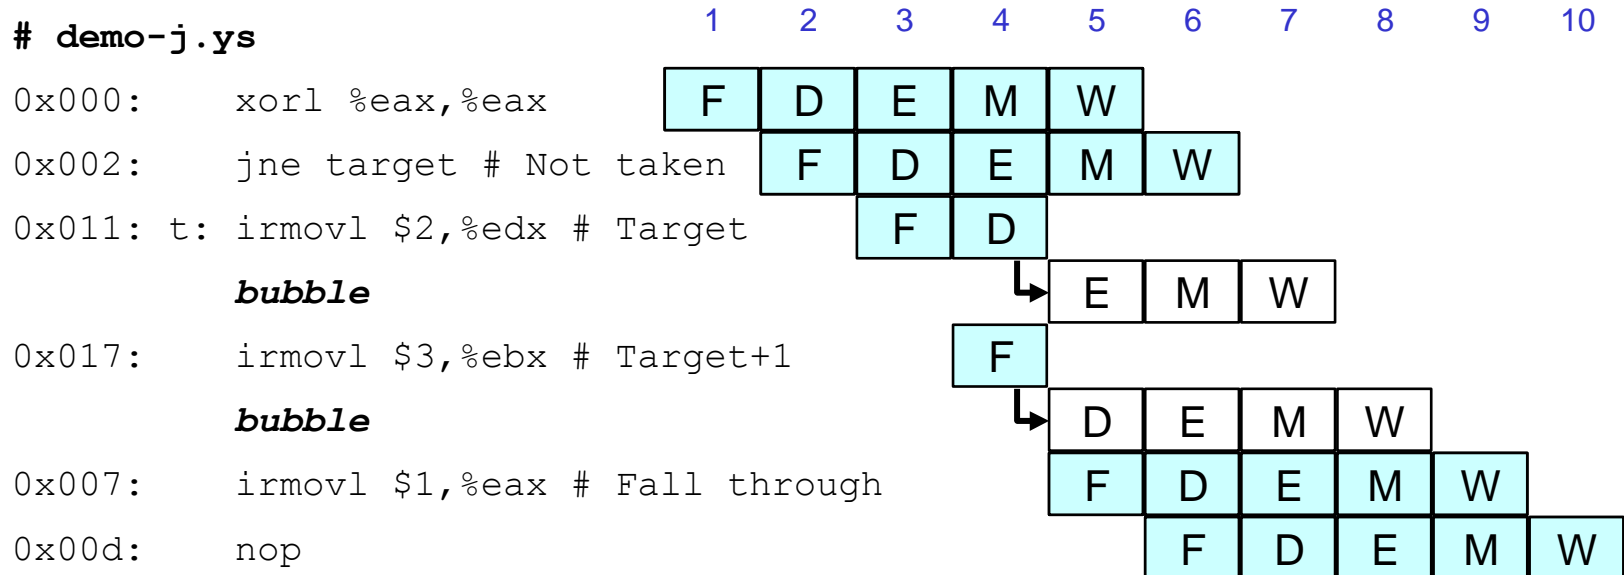 1 2 3 4 5 6 7 8 9 10
# demo-j.ys
0x000: xorl %eax,%eax F D E M W
0x002: jne target # Not taken F D E M W
0x011: t: irmovl $2,%edx # Target F D
bubble E M W
0x017: irmovl $3,%ebx # Target+1 F
bubble D E M W
0x007: irmovl $1,%eax # Fall through F D E M W
0x00d: nop F D E M W